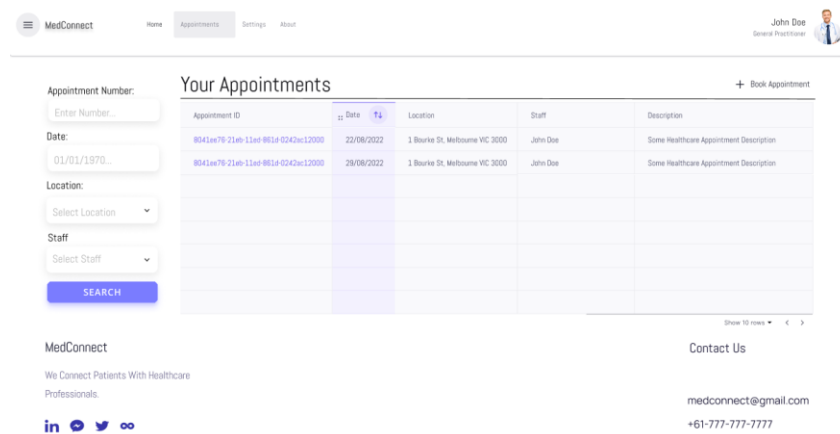 MedConnect
Home
Appointments
Settings
About
John Doe
General Practitioner
Appointment Number:
Enter Number...
Date:
01/01/1970...
Location:
Select Location
Staff
Select Staff
SEARCH
Your Appointments
+ Book Appointment
Appointment ID Date Location Staff Description
8041ee76-21eb-11ed-861d-0242ac12000 22/08/2022 1 Bourke St, Melbourne VIC 3000 John Doe Some Healthcare Appointment Description
8041ee76-21eb-11ed-861d-0242ac12000 29/08/2022 1 Bourke St, Melbourne VIC 3000 John Doe Some Healthcare Appointment Description
Show 10 rows
MedConnect
We Connect Patients With Healthcare
Professionals.
Contact Us
medconnect@gmail.com
+61-777-777-7777